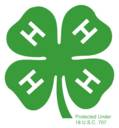 H H
H H
Protected Under
18 U.S.C. 707